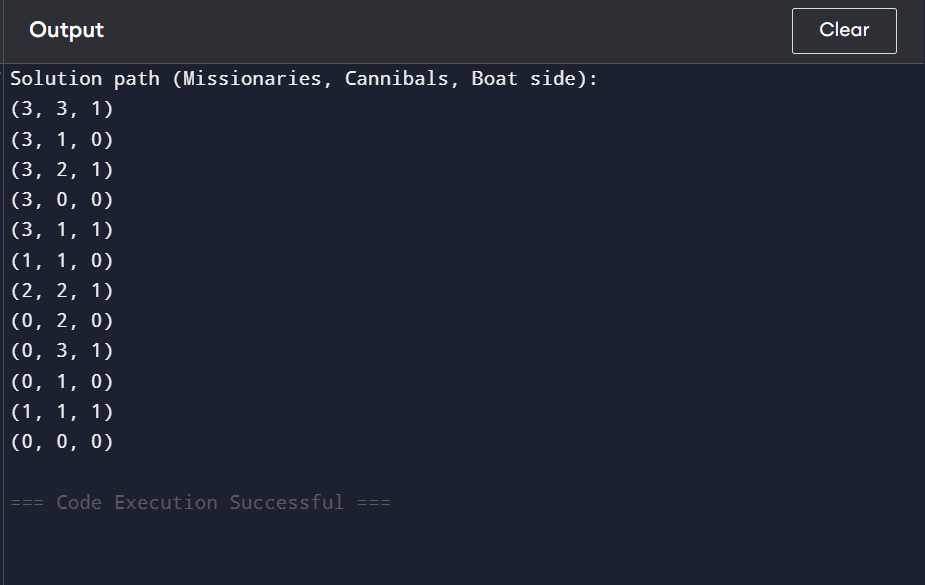 Output
Clear
Solution path (Missionaries, Cannibals, Boat side):
(3, 3, 1)
(3, 1, 0)
(3, 2, 1)
(3, 0, 0)
(3, 1, 1)
(1, 1, 0)
(2, 2, 1)
(0, 2, 0)
(0, 3, 1)
(0, 1, 0)
(1, 1, 1)
(0, 0, 0)
=== Code Execution Successful ===